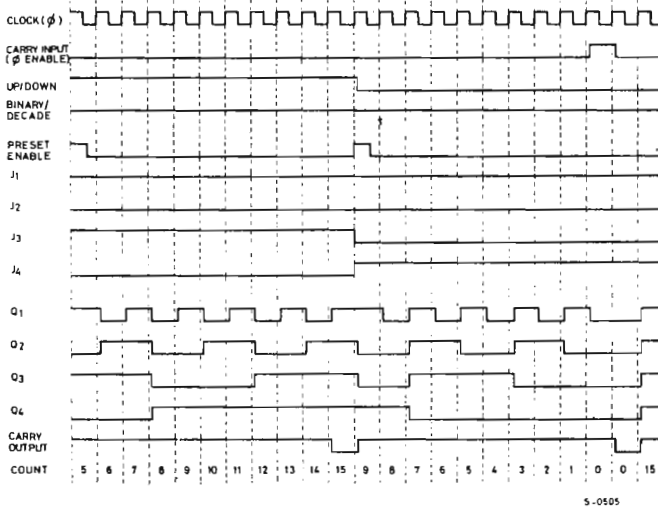 CLOCK(ϕ)
CARRY INPUT
(ϕ ENABLE)
UP/DOWN
BINARY/
DECADE
PRESET
ENABLE
J1
J2
J3
J4
Q1
Q2
Q3
Q4
CARRY
OUTPUT
COUNT 5 6 7 8 9 10 11 12 13 14 15 9 8 7 6 5 4 3 2 1 0 0 15
S-0505